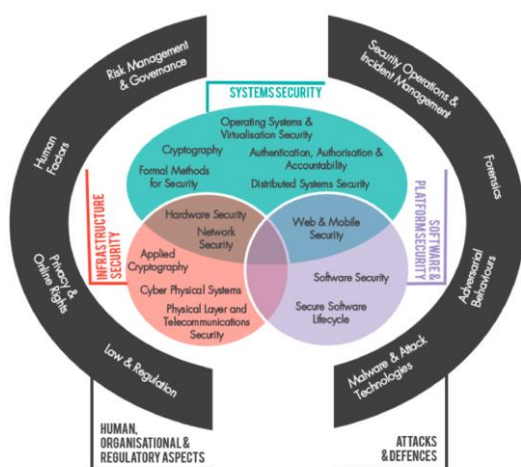 Risk Management
& Governance
Human
Factors
Privacy &
Online Rights
Law & Regulation
HUMAN,
ORGANISATIONAL &
REGULATORY ASPECTS
SYSTEMS SECURITY
Operating Systems &
Virtualisation Security
Cryptography
Authentication, Authorisation &
Accountability
Formal Methods
for Security
Distributed Systems Security
INFRASTRUCTURE
SECURITY
Hardware Security
Network
Security
Applied
Cryptography
Cyber Physical Systems
Physical Layer and
Telecommunications
Security
Web & Mobile
Security
Software Security
Secure Software
Lifecycle
SOFTWARE &
PLATFORM SECURITY
Security Operations &
Incident Management
Forensics
Adversarial
Behaviours
Malware & Attack
Technologies
ATTACKS
& DEFENCES